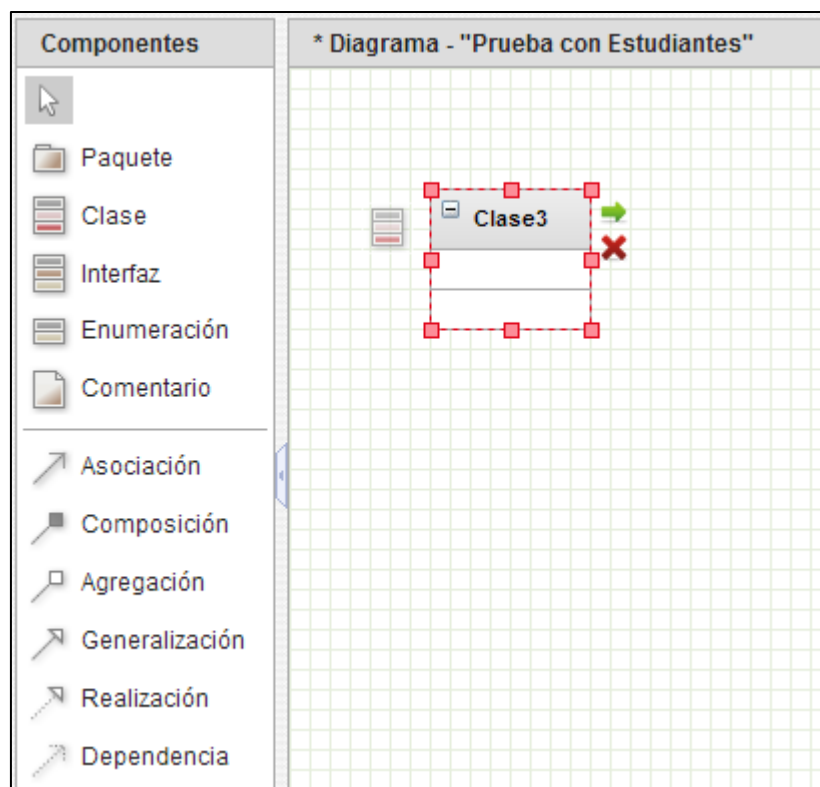 Componentes
* Diagrama - "Prueba con Estudiantes"
Paquete
Clase
Interfaz
Enumeración
Comentario
Asociación
Composición
Agregación
Generalización
Realización
Dependencia
Clase3